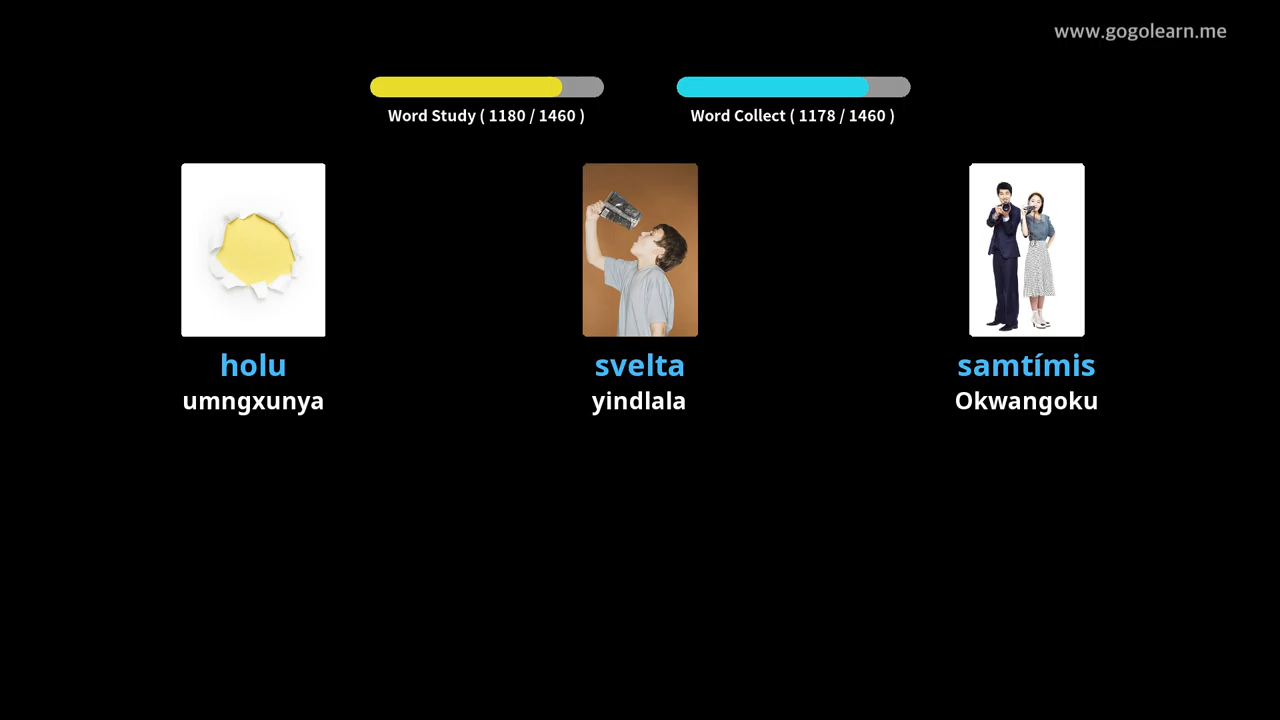 www.gogolearn.me
Word Study ( 1180 / 1460 )
Word Collect ( 1178 / 1460 )
holu
umngxunya
svelta
yindlala
samtímis
Okwangoku